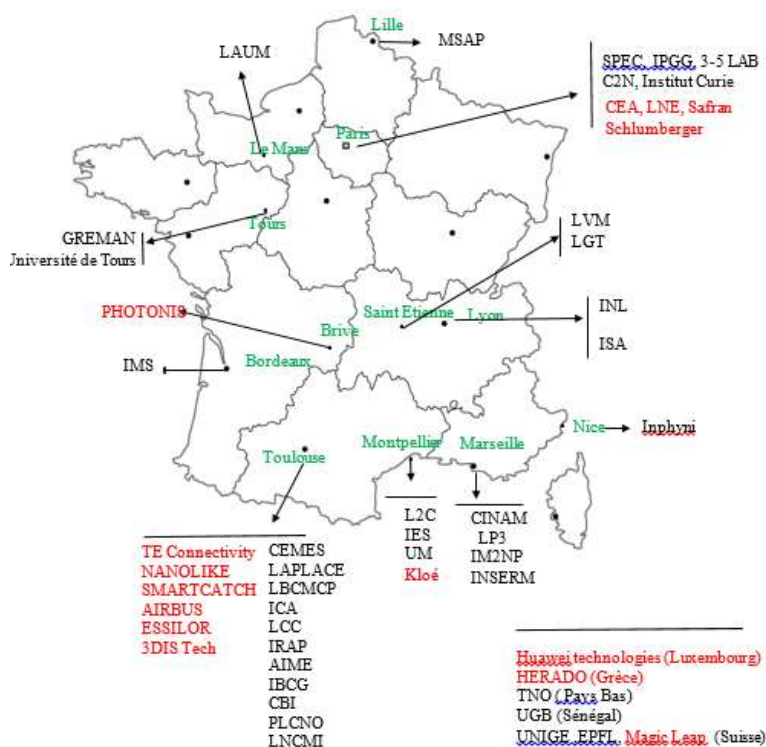 Lille
MSAP
LAUM
SPEC, IPGG, 3-5 LAB
C2N, Institut Curie
CEA, LNE, Safran
Schlumberger
Paris
Le Mans
Tours
GREMAN
Université de Tours
LVM
LGT
PHOTONIS
Saint Etienne
Lyon
INL
ISA
Brive
IMS
Bordeaux
Nice
Inphyni
Toulouse
Montpellier
Marseille
L2C
IES
UM
Kloé
CINAM
LP3
IM2NP
INSERM
TE Connectivity
NANOLIKE
SMARTCATCH
AIRBUS
ESSILOR
3DIS Tech
CEMES
LAPLACE
LBCMCP
ICA
LCC
IRAP
AIME
IBCG
CBI
PLCNO
LNCMI
Huawei technologies (Luxembourg)
HERADO (Grèce)
TNO ( Pays Bas)
UGB (Sénégal)
UNIGE, EPFL, Magic Leap (Suisse)